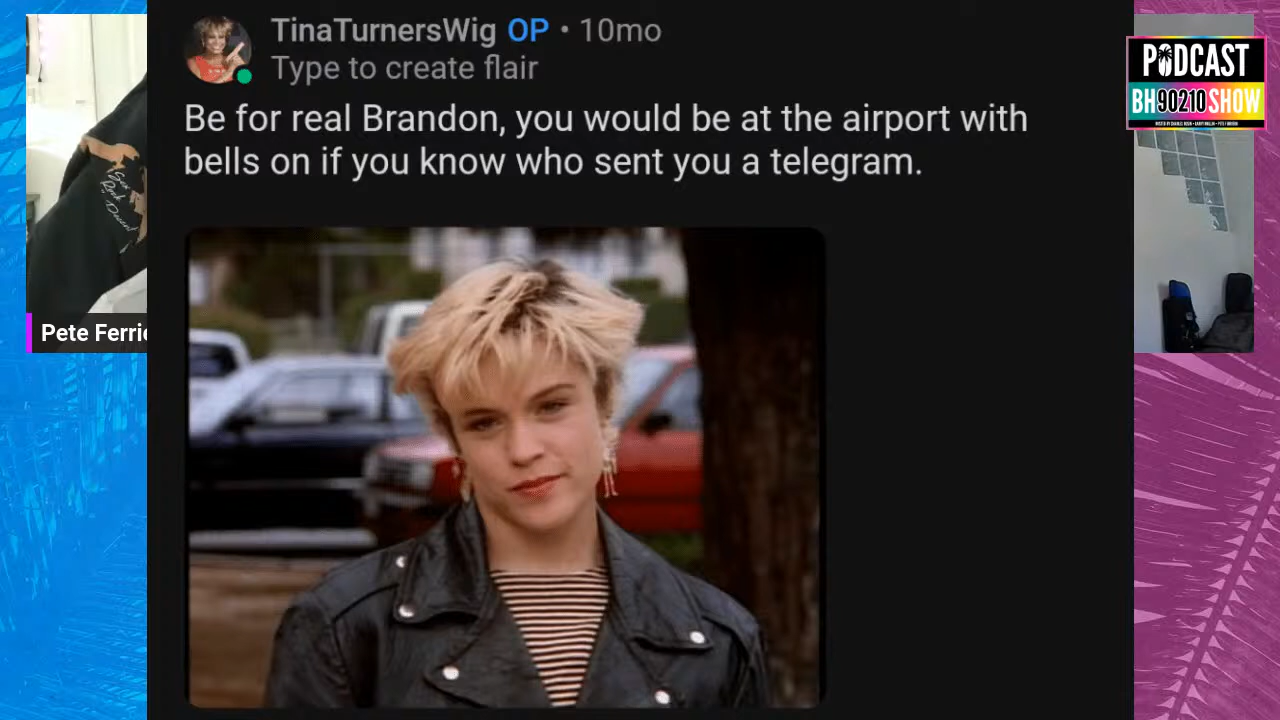 TinaTurnersWig OP • 10mo
Type to create flair
Be for real Brandon, you would be at the airport with
bells on if you know who sent you a telegram.
Pete Ferri
PODCAST
BH90210SHOW